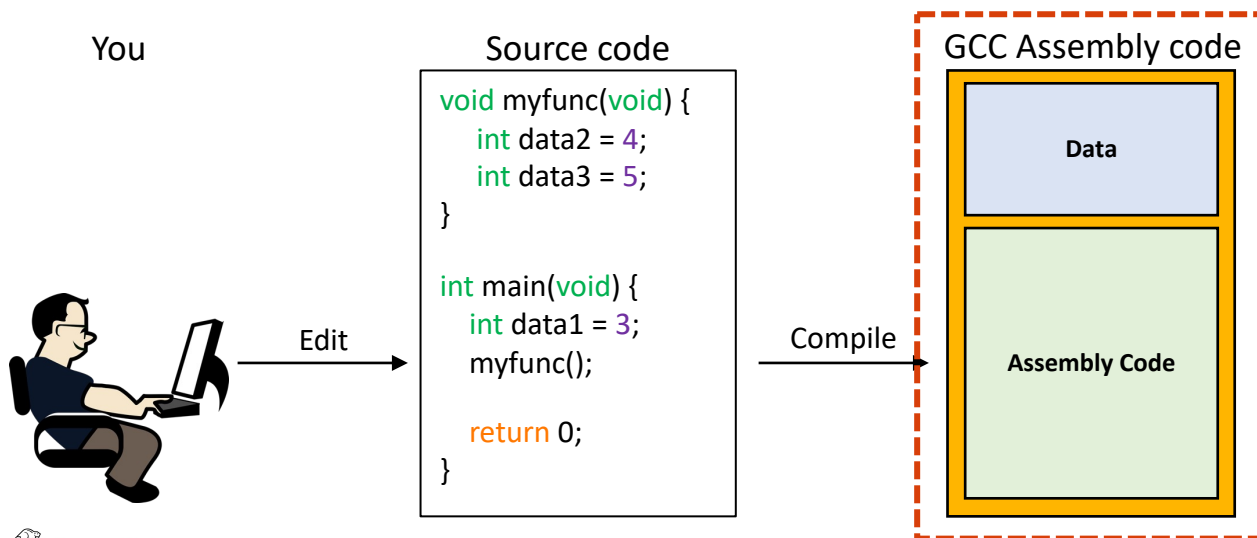 You
Source code
GCC Assembly code
void myfunc(void) {
int data2 = 4;
int data3 = 5;
}
int main(void) {
int data1 = 3;
myfunc();
return 0;
}
Edit
Compile
Data
Assembly Code